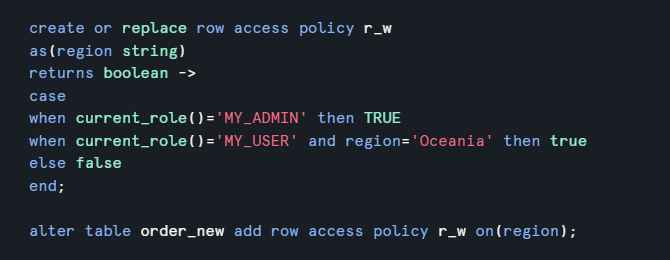 create or replace row access policy r_w
as(region string)
returns boolean ->
case
when current_role()='MY_ADMIN' then TRUE
when current_role()='MY_USER' and region='Oceania' then true
else false
end;
alter table order_new add row access policy r_w on(region);